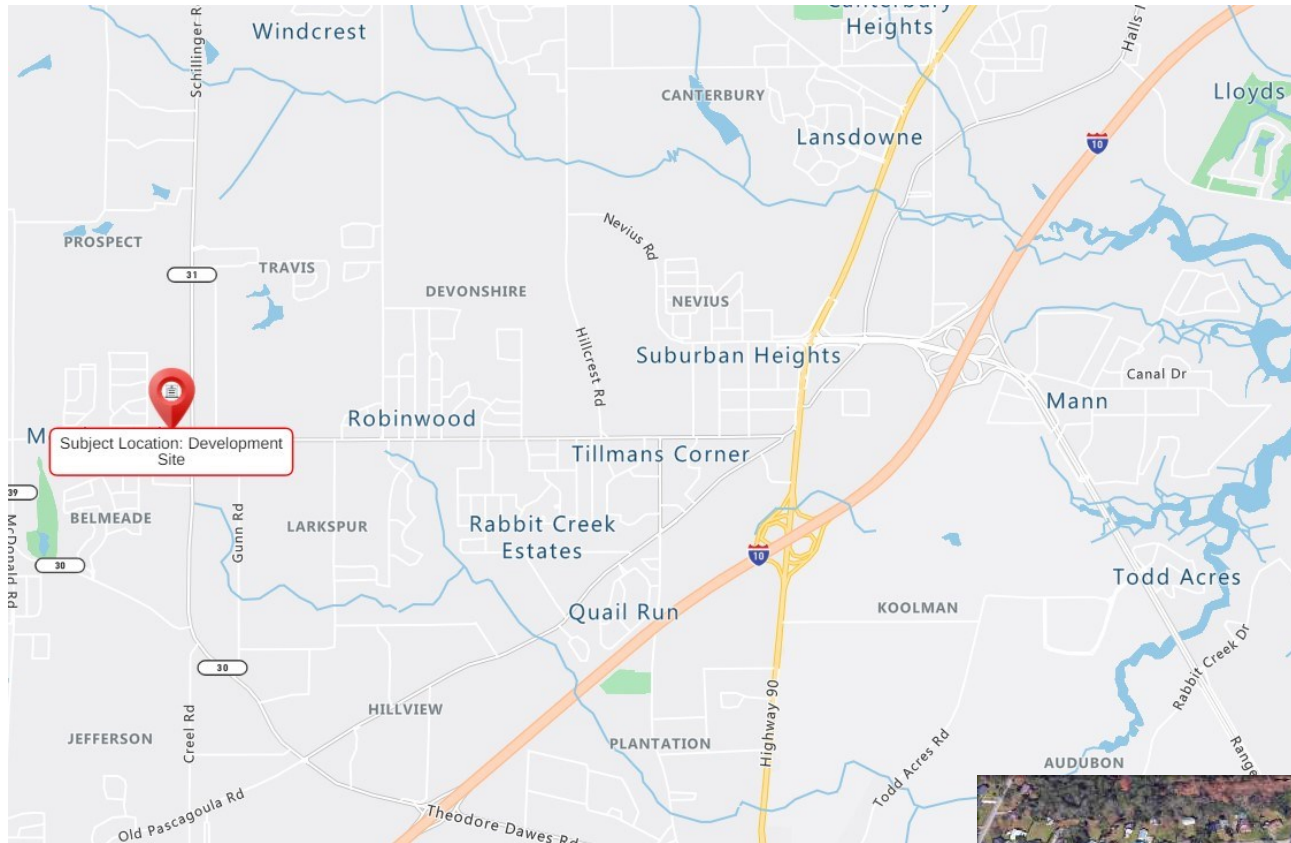 Windcrest
Canterbury
Heights
Schillinger R
Halls
CANTERBURY
Lloyds
Lansdowne
10
PROSPECT
Nevius Rd
31
TRAVIS
DEVONSHIRE
NEVIUS
Hillcrest Rd
Suburban Heights
Canal Dr
Mann
Robinwood
M
Subject Location: Development
Site
Tillmans Corner
39
McDonald Rd
BELMEADE
Gunn Rd
LARKSPUR
Rabbit Creek
Estates
30
10
Todd Acres
Quail Run
KOOLMAN
30
Rabbit Creek Dr
HILLVIEW
Highway 90
JEFFERSON
Creel Rd
PLANTATION
Todd Acres Rd
AUDUBON
Range
Old Pascagoula Rd
Theodore Dawes Rd